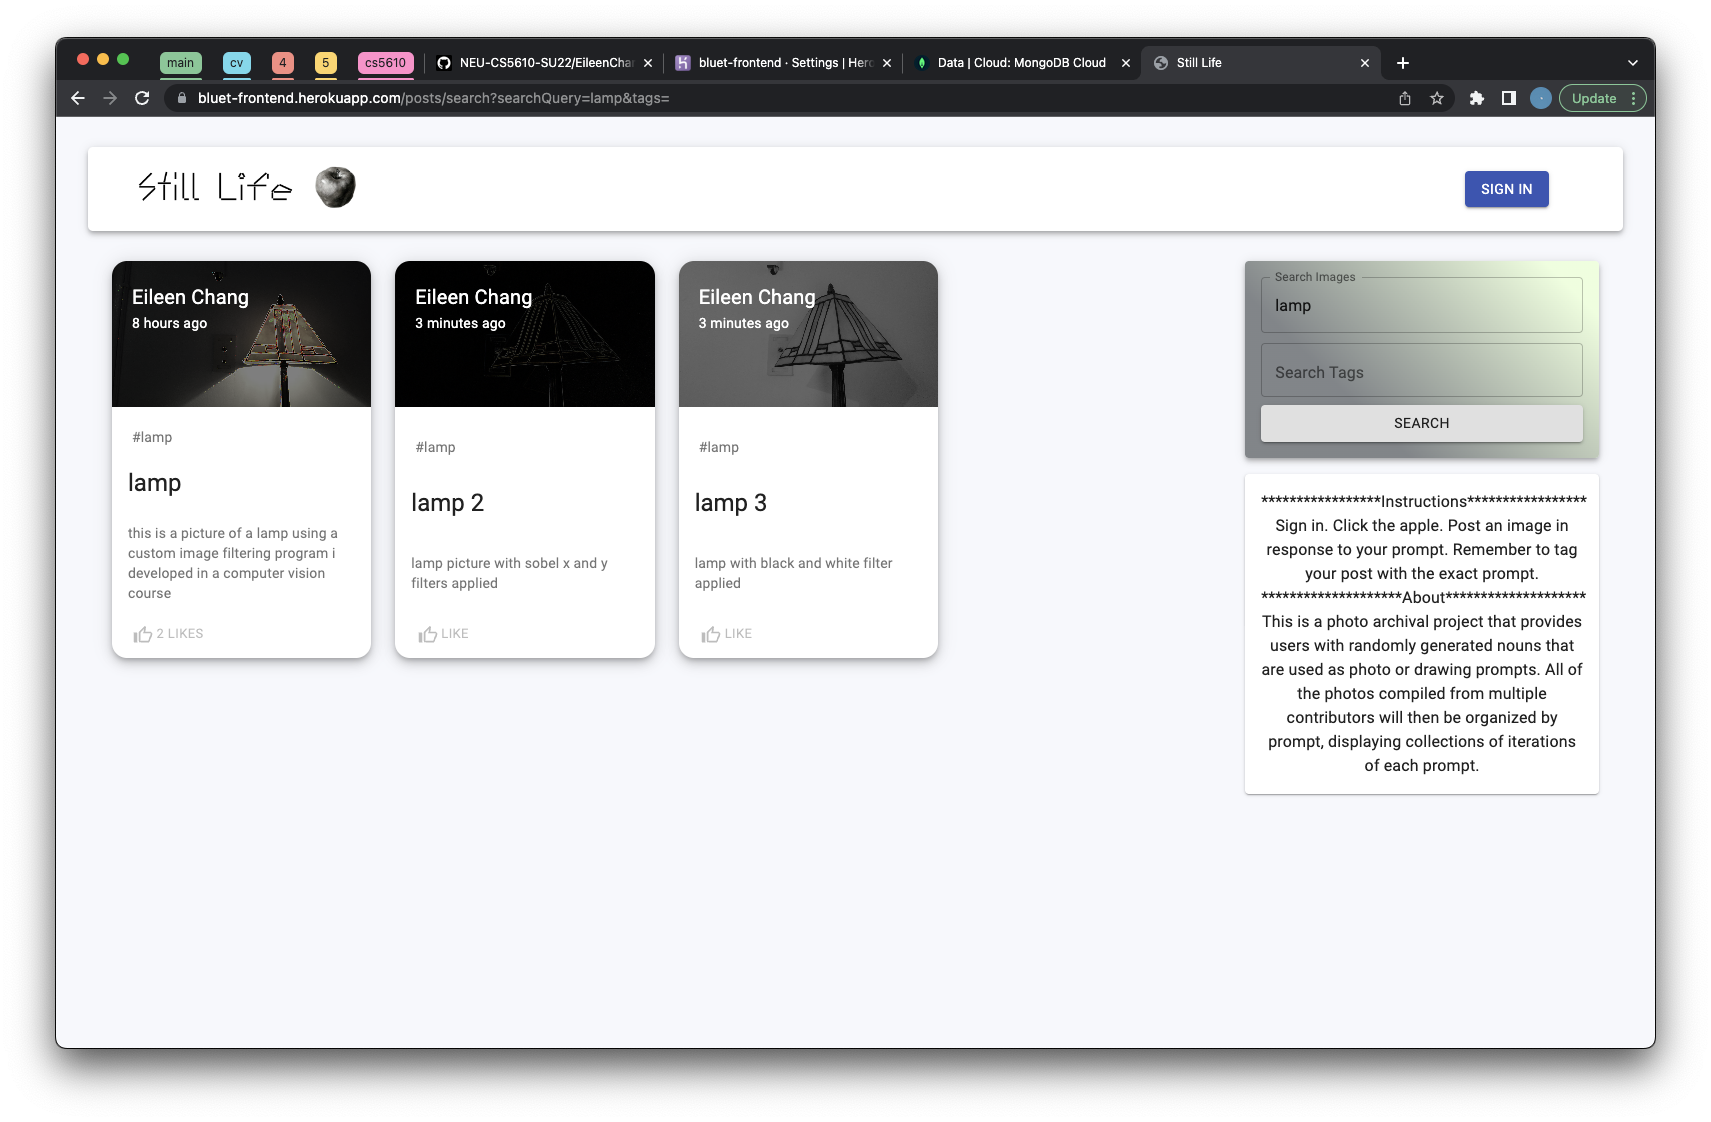 main
cv
4
5
cs5610
NEU-CS5610-SU22/EileenCha
bluet-frontend · Settings | Hero
Data | Cloud: MongoDB Cloud
Still Life
bluet-frontend.herokuapp.com/posts/search?searchQuery=lamp&tags=
Update
Still Life
SIGN IN
Eileen Chang
8 hours ago
#lamp
lamp
this is a picture of a lamp using a
custom image filtering program i
developed in a computer vision
course
2 LIKES
Eileen Chang
3 minutes ago
#lamp
lamp 2
lamp picture with sobel x and y
filters applied
LIKE
Eileen Chang
3 minutes ago
#lamp
lamp 3
lamp with black and white filter
applied
LIKE
Search Images
lamp
Search Tags
SEARCH
*****************Instructions*****************
Sign in. Click the apple. Post an image in
response to your prompt. Remember to tag
your post with the exact prompt.
********************About********************
This is a photo archival project that provides
users with randomly generated nouns that
are used as photo or drawing prompts. All of
the photos compiled from multiple
contributors will then be organized by
prompt, displaying collections of iterations
of each prompt.